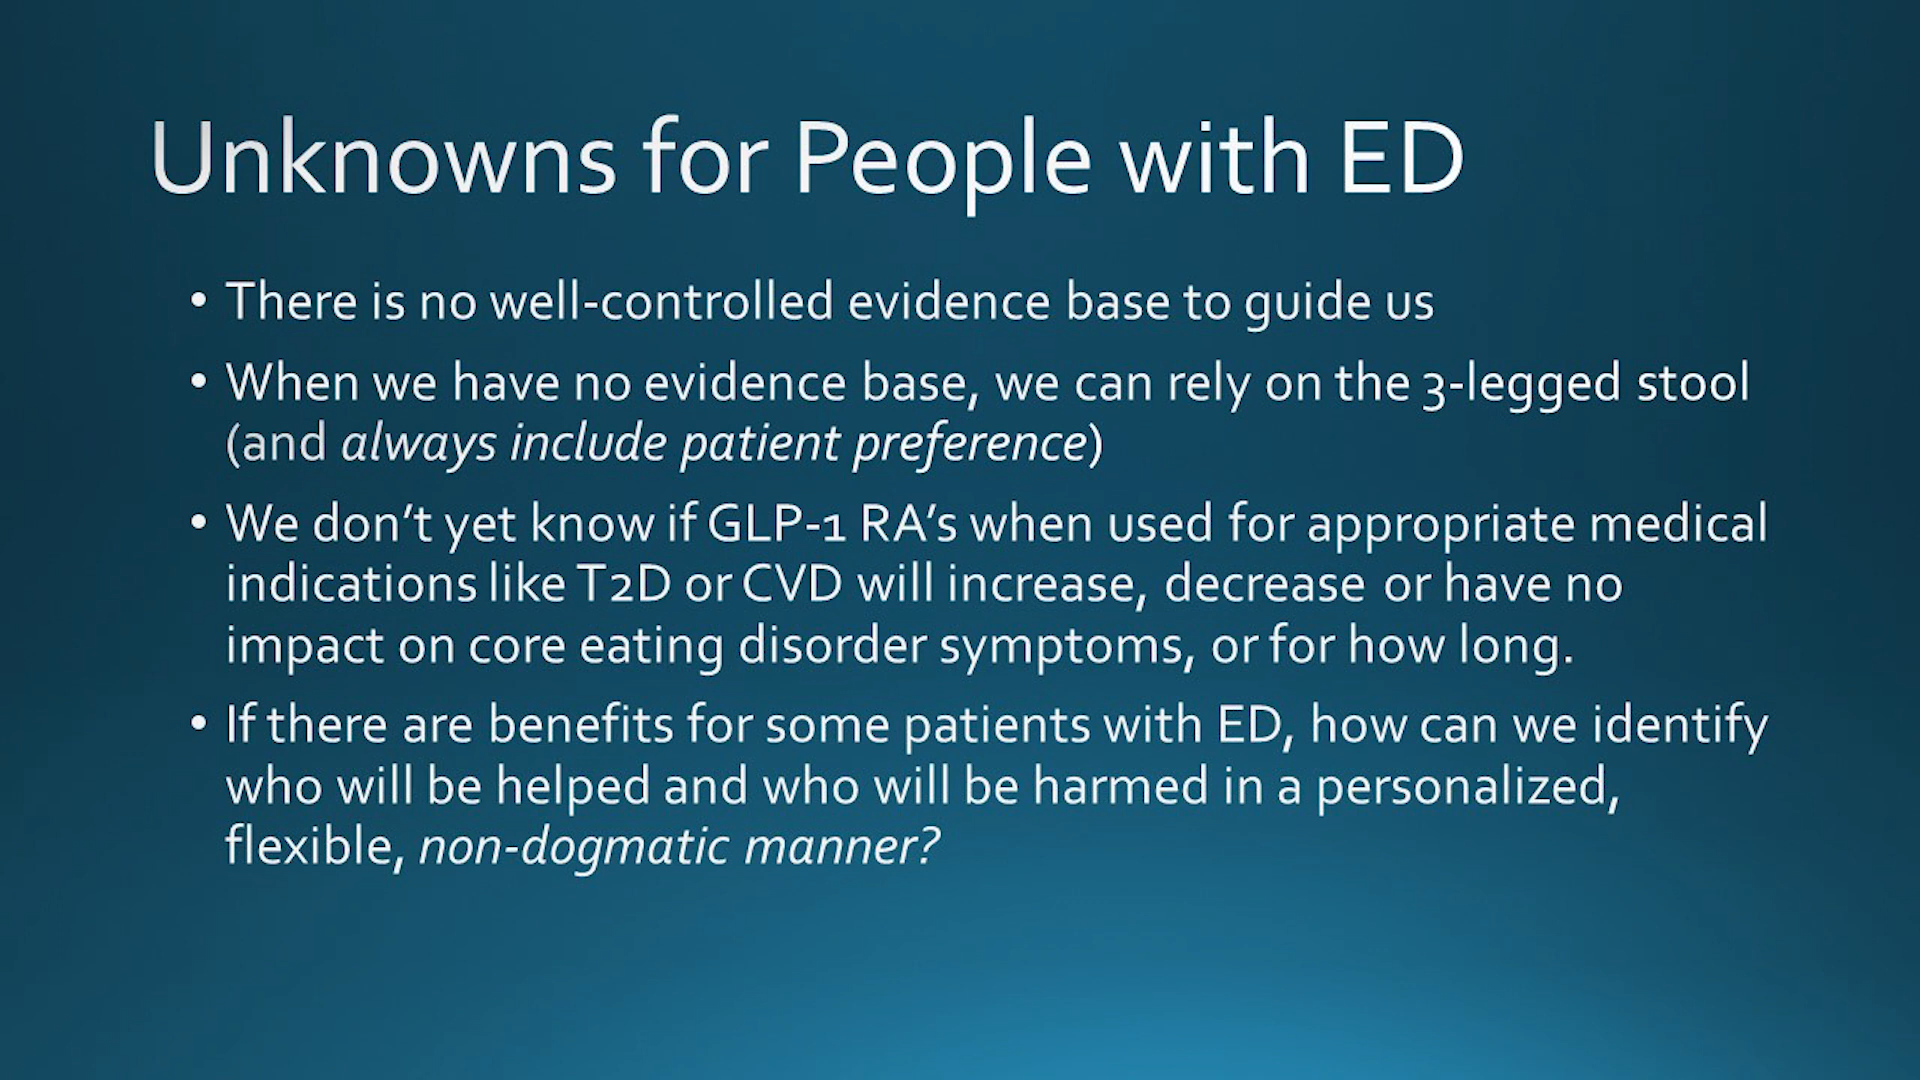 Unknowns for People with ED
• There is no well-controlled evidence base to guide us
• When we have no evidence base, we can rely on the 3-legged stool
(and always include patient preference)
• We don’t yet know if GLP-1 RA’s when used for appropriate medical
indications like T2D or CVD will increase, decrease or have no
impact on core eating disorder symptoms, or for how long.
• If there are benefits for some patients with ED, how can we identify
who will be helped and who will be harmed in a personalized,
flexible, non-dogmatic manner?